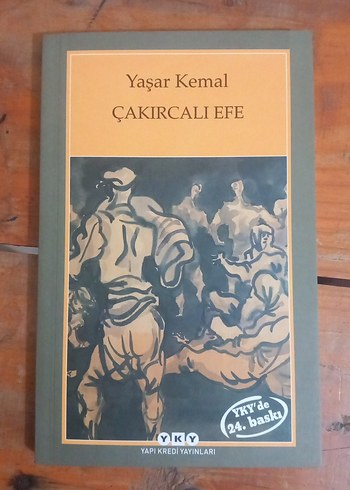 Yaşar Kemal
ÇAKIRCALI EFE
YKY'de
24. baskı
YKY
YAPI KREDİ YAYINLARI